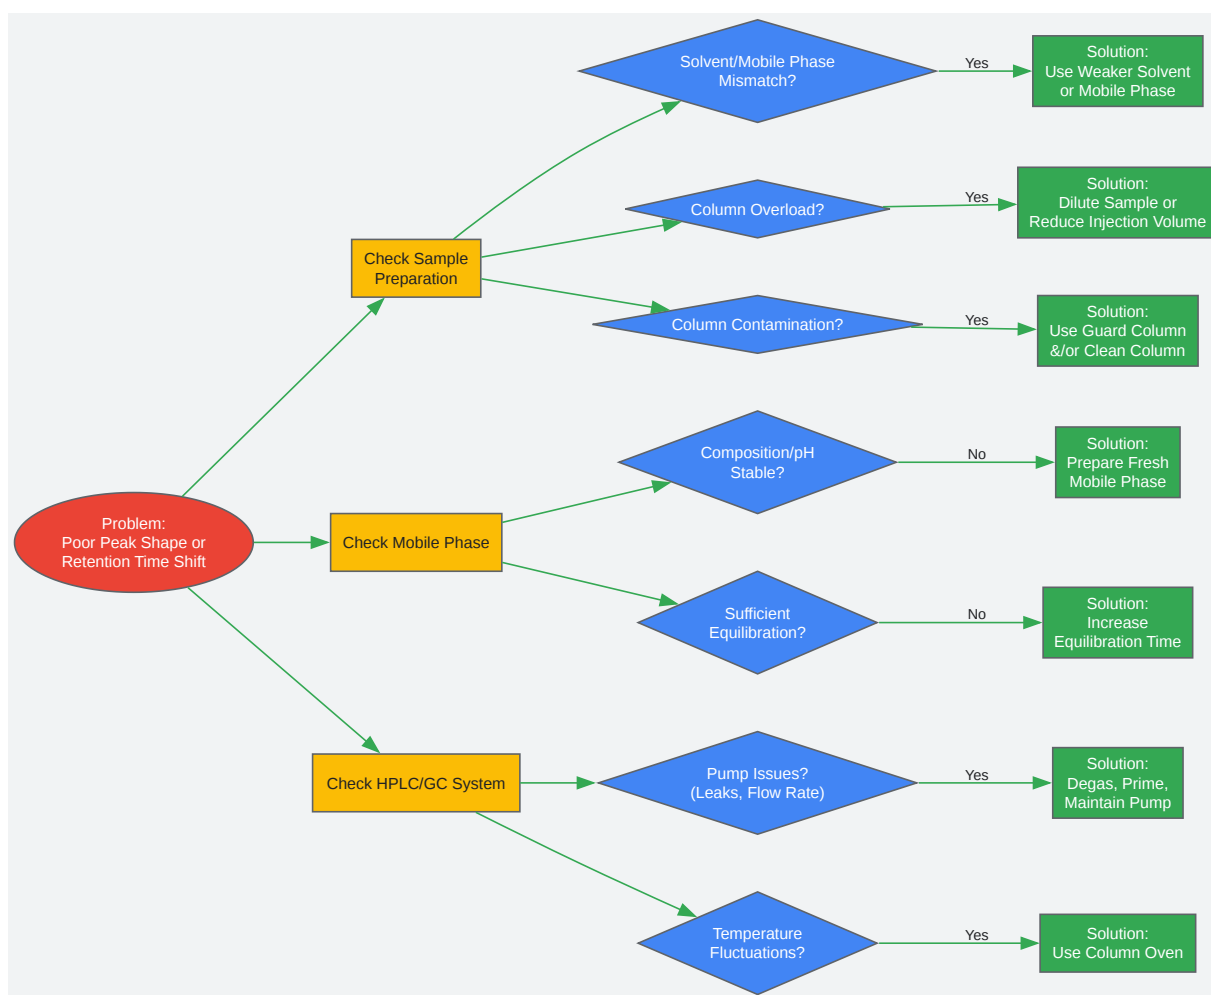 Solvent/Mobile Phase
Mismatch?
Yes
Solution:
Use Weaker Solvent
or Mobile Phase
Column Overload?
Yes
Solution:
Dilute Sample or
Reduce Injection Volume
Check Sample
Preparation
Column Contamination?
Yes
Solution:
Use Guard Column
&/or Clean Column
Composition/pH
Stable?
No
Solution:
Prepare Fresh
Mobile Phase
Problem:
Poor Peak Shape or
Retention Time Shift
Check Mobile Phase
Sufficient
Equilibration?
No
Solution:
Increase
Equilibration Time
Check HPLC/GC System
Pump Issues?
(Leaks, Flow Rate)
Yes
Solution:
Degas, Prime,
Maintain Pump
Temperature
Fluctuations?
Yes
Solution:
Use Column Oven